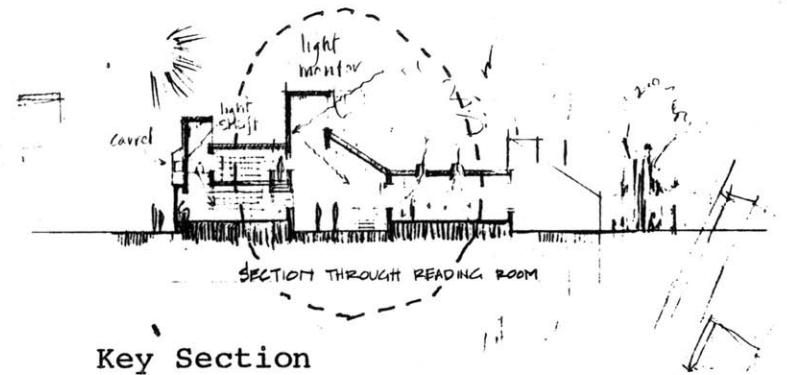 light
monitor
light
shaft
carrel
SECTION THROUGH READING ROOM
Key Section